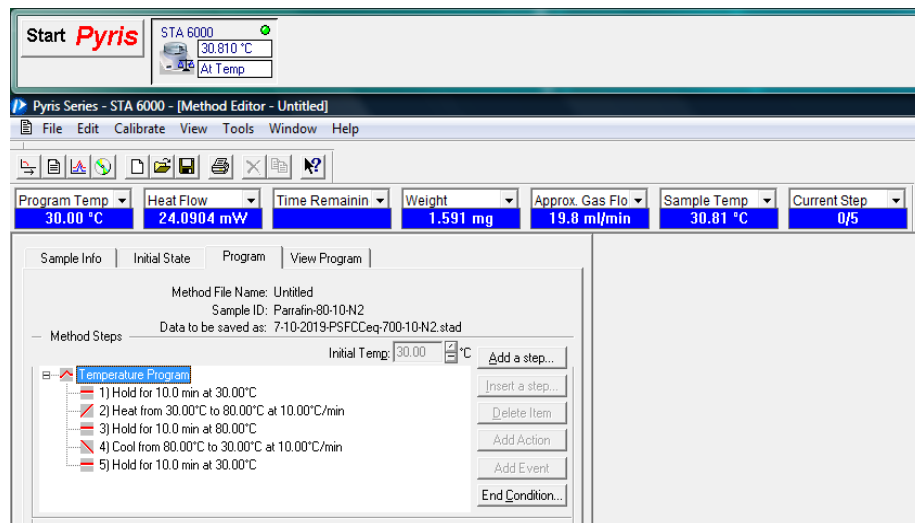 Start Pyris
STA 6000
30.810 °C
At Temp
Pyris Series - STA 6000 - [Method Editor - Untitled]
File Edit Calibrate View Tools Window Help
Program Temp Heat Flow Time Remainin Weight Approx. Gas Flo Sample Temp Current Step
30.00 °C 24.0904 mW 1.591 mg 19.8 ml/min 30.81 °C 0/5
Sample Info Initial State Program View Program
Method File Name: Untitled
Sample ID: Parrafin-80-10-N2
Data to be saved as: 7-10-2019-PSFCCeq-700-10-N2.stad
Method Steps
Initial Temp: 30.00 °C
Add a step...
Temperature Program
Insert a step...
1) Hold for 10.0 min at 30.00°C
2) Heat from 30.00°C to 80.00°C at 10.00°C/min
Delete Item
3) Hold for 10.0 min at 80.00°C
4) Cool from 80.00°C to 30.00°C at 10.00°C/min
Add Action
5) Hold for 10.0 min at 30.00°C
Add Event
End Condition...